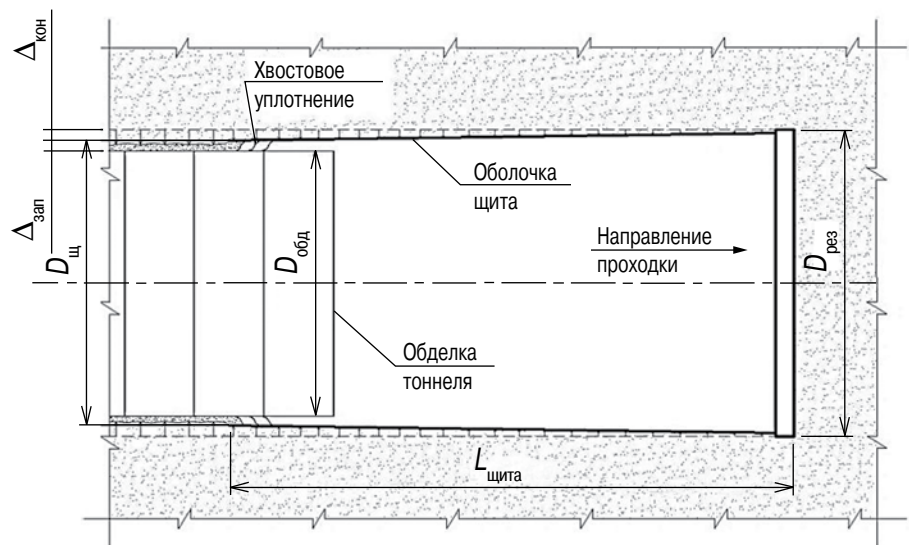 Δкон
Хвостовое
уплотнение
Оболочка
щита
Δзап
Dщ
Dобд
Направление
проходки
Dрез
Обделка
тоннеля
Lщита